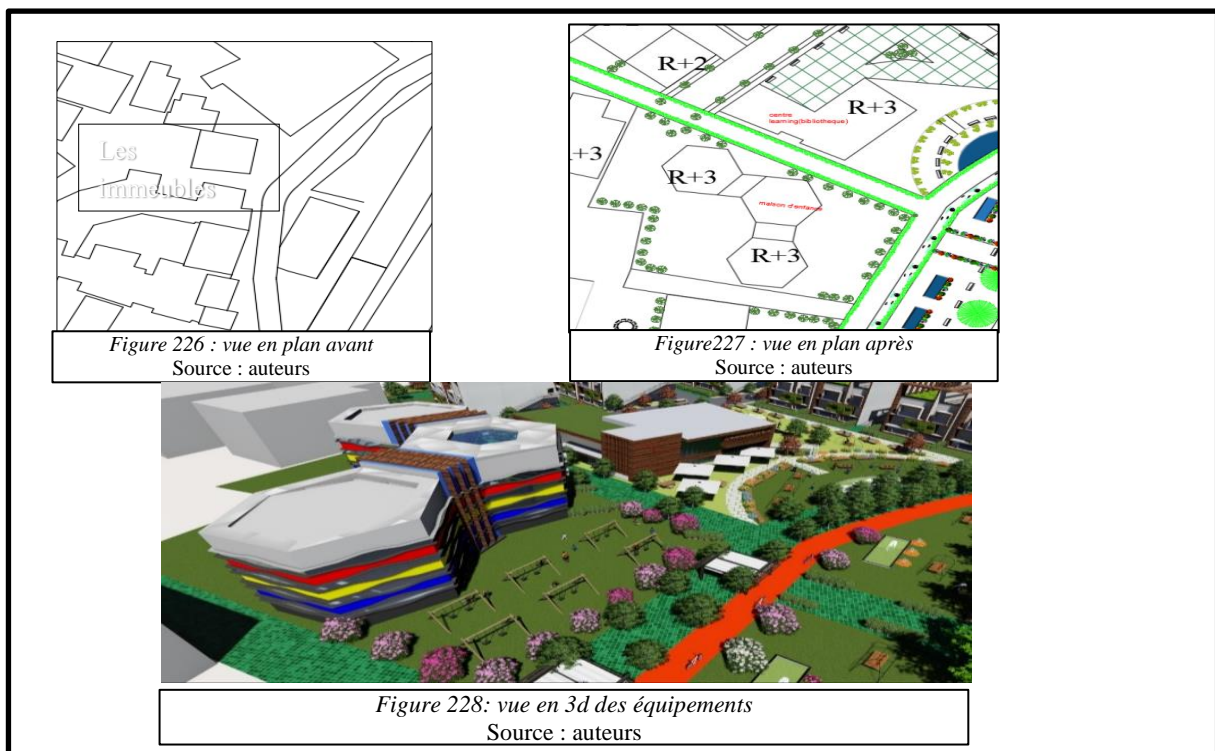 Les
immeubles
Figure 226 : vue en plan avant
Source : auteurs
R+2
R+3
centre
learning(bibliotheque)
R+3
R+3
maison d'enfance
R+3
Figure227 : vue en plan après
Source : auteurs
Figure 228: vue en 3d des équipements
Source : auteurs